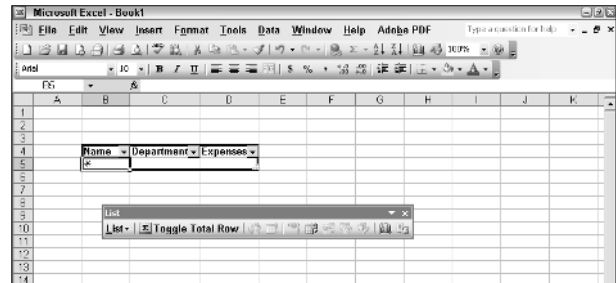 Microsoft Excel - Book1
File Edit View Insert Format Tools Data Window Help Adobe PDF Type a question for help
Arial 10 B I U $ % , 100%
B5 fx
A B C D E F G H I J K
1
2
3
4 Name Department Expenses
5 *
6
7
8
9 List
10 List Toggle Total Row
11
12
13
14